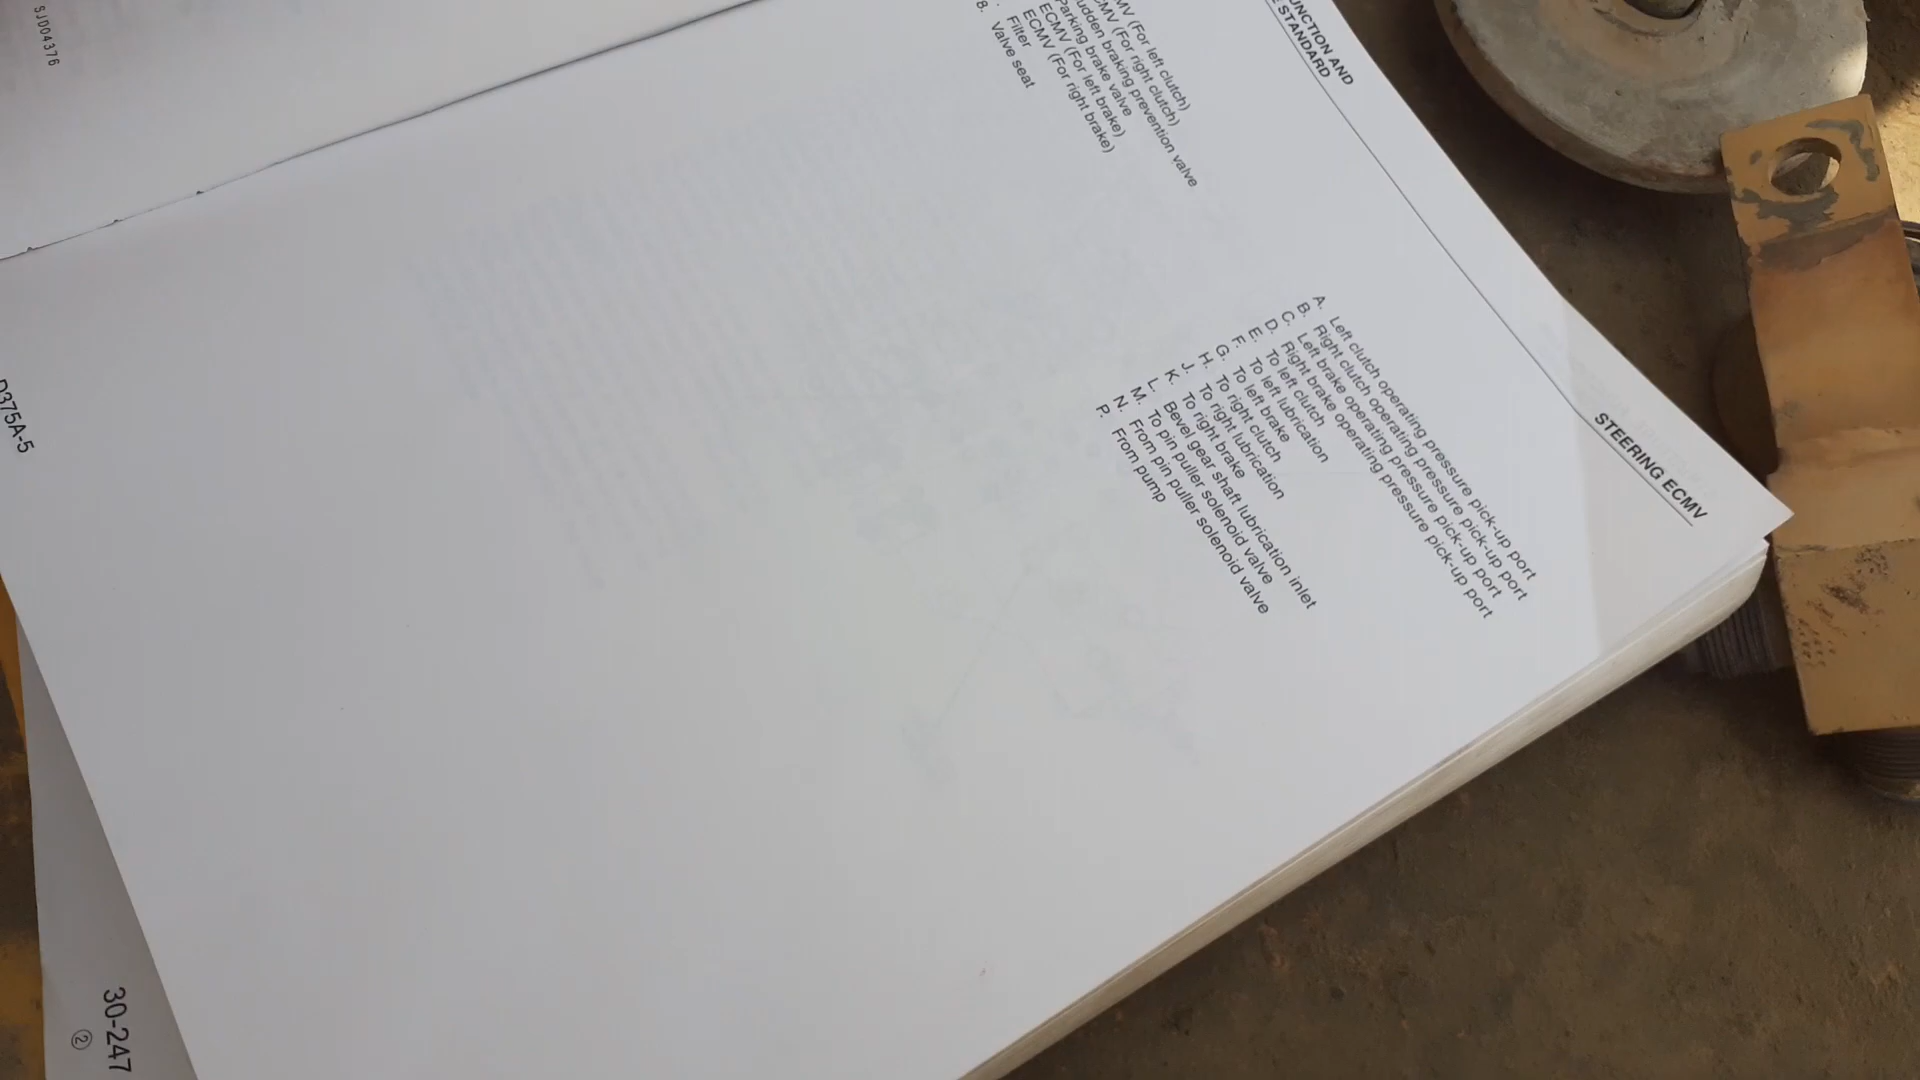 SJD04376
UNCTION AND
STANDARD
STEERING ECMV
MV (For left clutch)
CMV (For right clutch)
udden braking prevention valve
Parking brake valve
ECMV (For left brake)
ECMV (For right brake)
Filter
8. Valve seat
A. Left clutch operating pressure pick-up port
B. Right clutch operating pressure pick-up port
C. Left brake operating pressure pick-up port
D. Right brake operating pressure pick-up port
E. To left clutch
F. To left lubrication
G. To left brake
H. To right clutch
J. To right lubrication
K. To right brake
L. Bevel gear shaft lubrication inlet
M. To pin puller solenoid valve
N. From pin puller solenoid valve
P. From pump
D375A-5
30-247
②